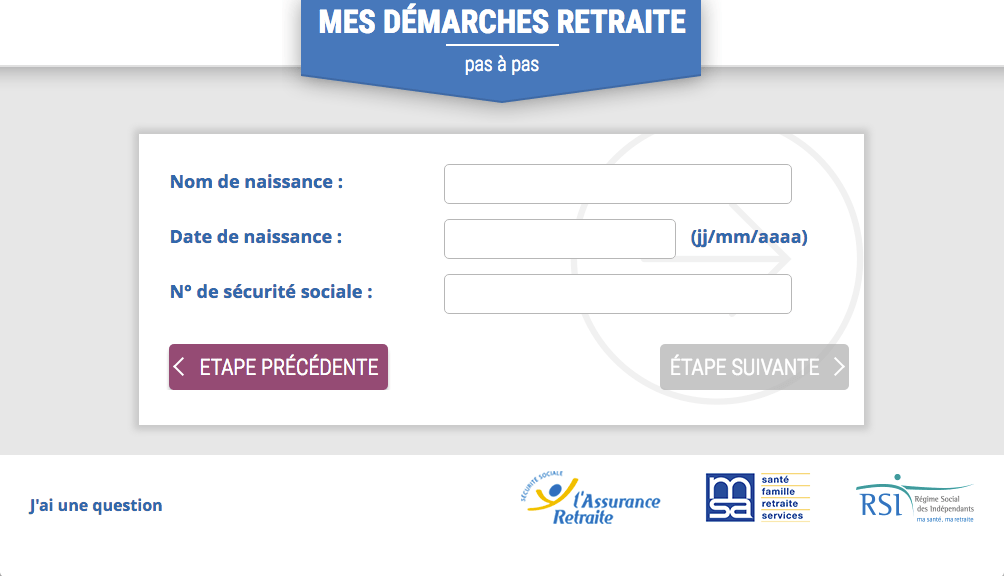 MES DÉMARCHES RETRAITE
pas à pas
Nom de naissance :
Date de naissance :
(jj/mm/aaaa)
N° de sécurité sociale :
ETAPE PRÉCÉDENTE
ÉTAPE SUIVANTE
J'ai une question
SÉCURITÉ SOCIALE
l'Assurance
Retraite
msa
santé
famille
retraite
services
RSI
Régime Social
des Indépendants
ma santé, ma retraite